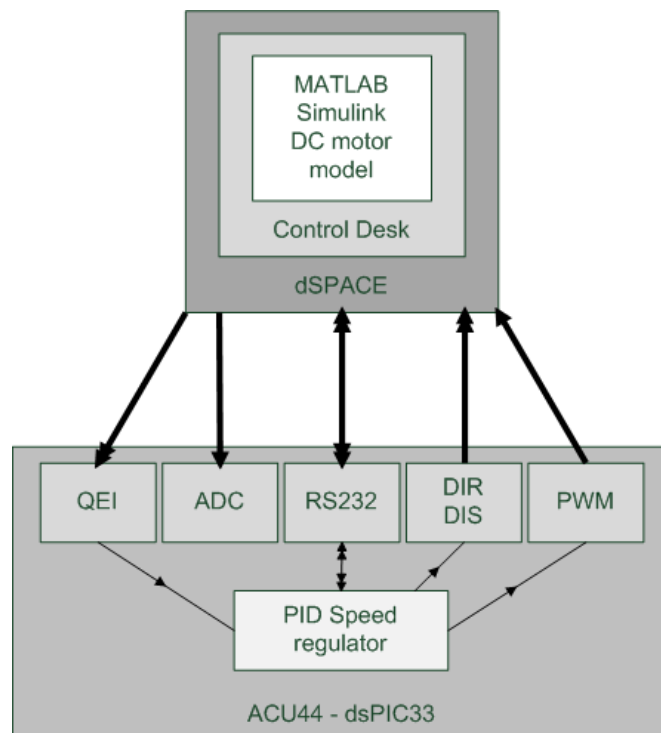 MATLAB
Simulink
DC motor
model
Control Desk
dSPACE
QEI
ADC
RS232
DIR
DIS
PWM
PID Speed
regulator
ACU44 - dsPIC33